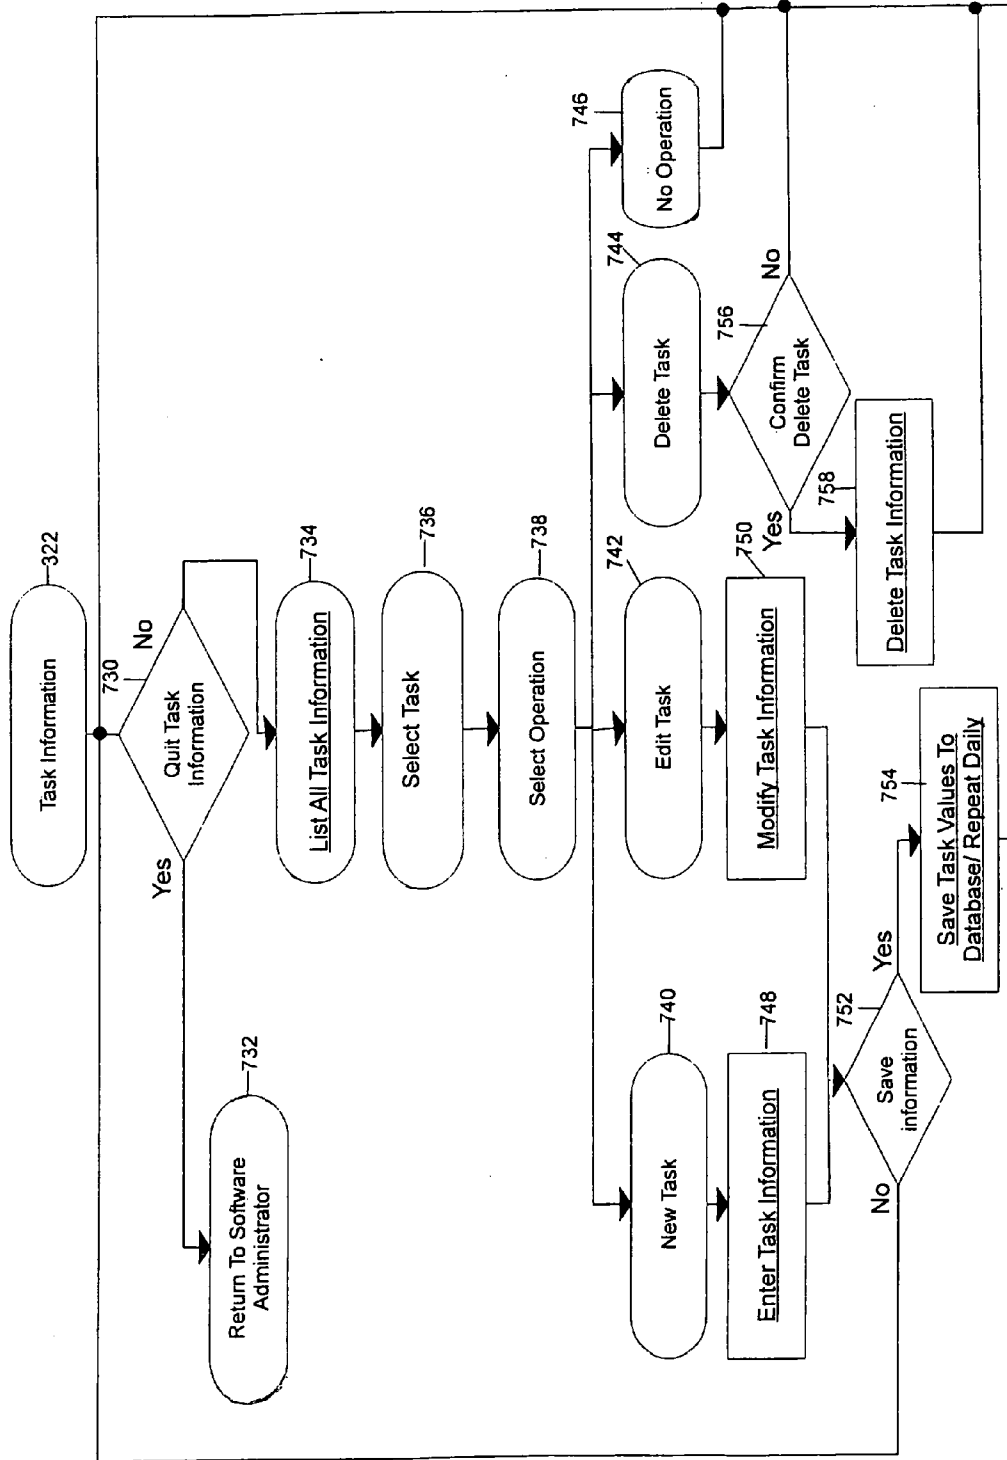 Task Information
322
730
Quit Task
Information
No
Yes
732
Return To Software
Administrator
734
List All Task Information
736
Select Task
738
Select Operation
740
New Task
742
Edit Task
744
Delete Task
746
No Operation
748
Enter Task Information
750
Modify Task Information
756
Confirm
Delete Task
No
Yes
752
Save
information
No
Yes
754
Save Task Values To
Database/ Repeat Daily
758
Delete Task Information